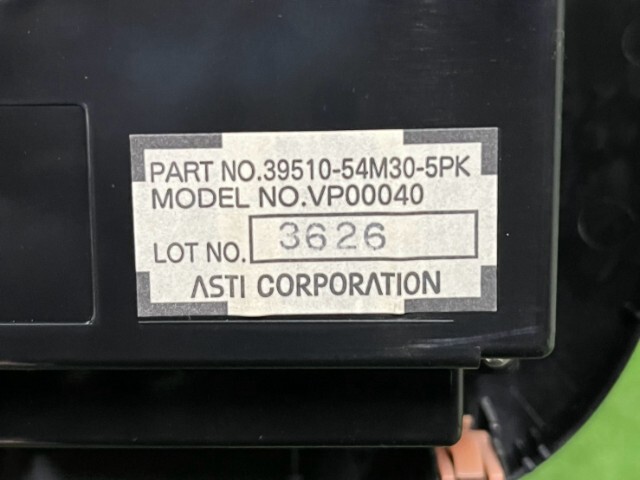 PART NO.39510-54M30-5PK
MODEL NO.VP00040
LOT NO. 3626
ASTI CORPORATION